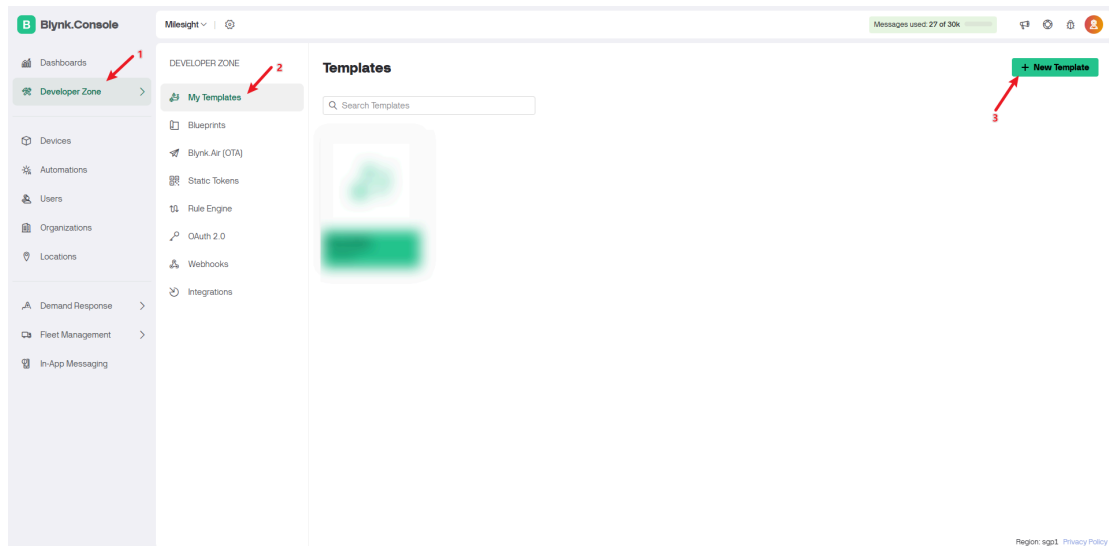 B Blynk.Console
Milesight
Messages used: 27 of 30k
Dashboards
1
Developer Zone
Devices
Automations
Users
Organizations
Locations
Demand Response
Fleet Management
In-App Messaging
DEVELOPER ZONE
2
My Templates
Blueprints
Blynk.Air (OTA)
Static Tokens
Rule Engine
OAuth 2.0
Webhooks
Integrations
Templates
+ New Template
3
Search Templates
Region: sgp1 Privacy Policy